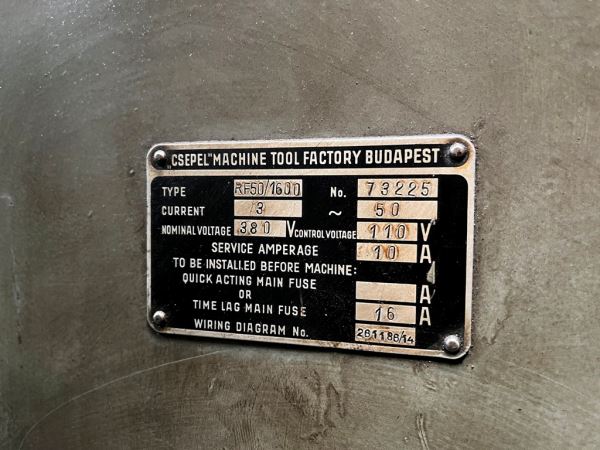 „CSEPEL" MACHINE TOOL FACTORY BUDAPEST
TYPE RF50/1600 No. 73225
CURRENT 3 ~ 50
NOMINAL VOLTAGE 380 V CONTROL VOLTAGE 110 V
SERVICE AMPERAGE 10 A
TO BE INSTALLED BEFORE MACHINE:
QUICK ACTING MAIN FUSE A
OR
TIME LAG MAIN FUSE 16 A
WIRING DIAGRAM No. 261186/14